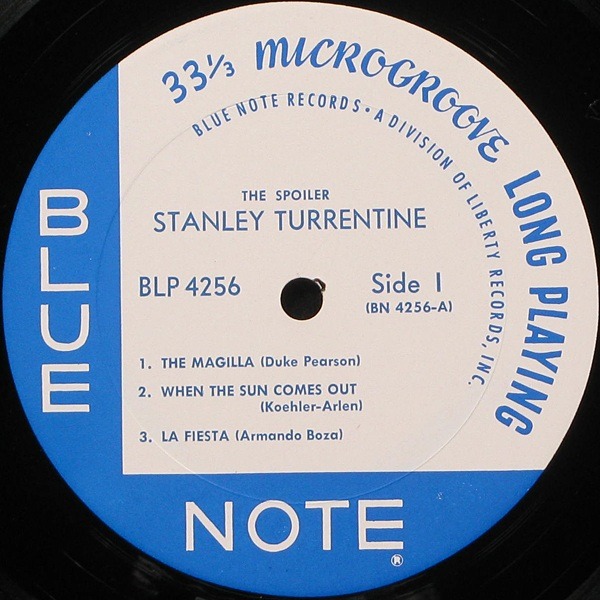 33⅓ MICROGROOVE LONG PLAYING
BLUE NOTE RECORDS • A DIVISION OF LIBERTY RECORDS, INC.
THE SPOILER
STANLEY TURRENTINE
BLP 4256
Side I
(BN 4256-A)
1. THE MAGILLA (Duke Pearson)
2. WHEN THE SUN COMES OUT
(Koehler-Arlen)
3. LA FIESTA (Armando Boza)
BLUE
NOTE®